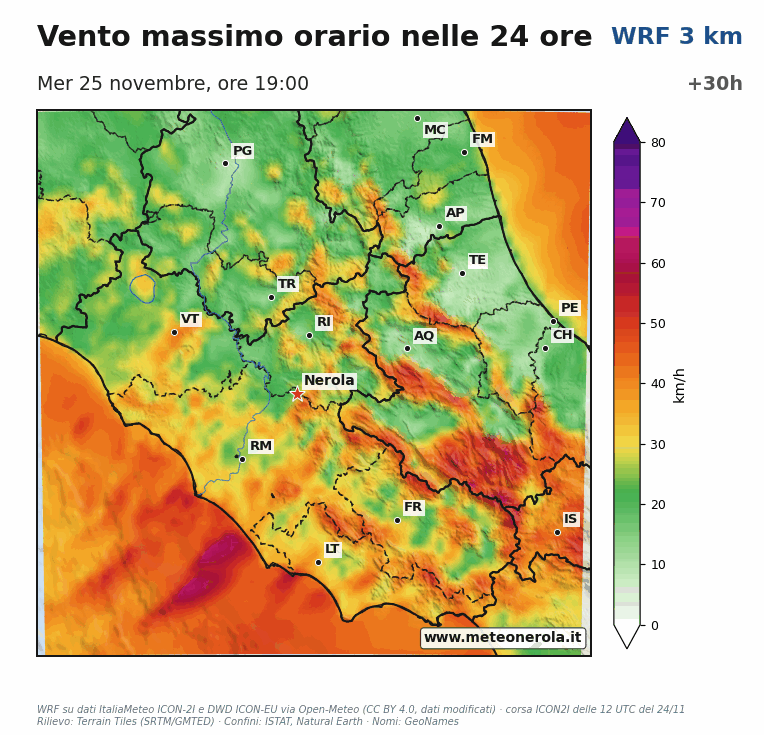 Vento massimo orario nelle 24 ore WRF 3 km
Mer 25 novembre, ore 19:00 +30h
MC
FM
PG
AP
TE
TR
PE
VT
RI
AQ
CH
Nerola
RM
FR
IS
LT
www.meteonerola.it
80
70
60
50
40
30
20
10
0
km/h
WRF su dati ItaliaMeteo ICON-2I e DWD ICON-EU via Open-Meteo (CC BY 4.0, dati modificati) · corsa ICON2I delle 12 UTC del 24/11
Rilievo: Terrain Tiles (SRTM/GMTED) · Confini: ISTAT, Natural Earth · Nomi: GeoNames